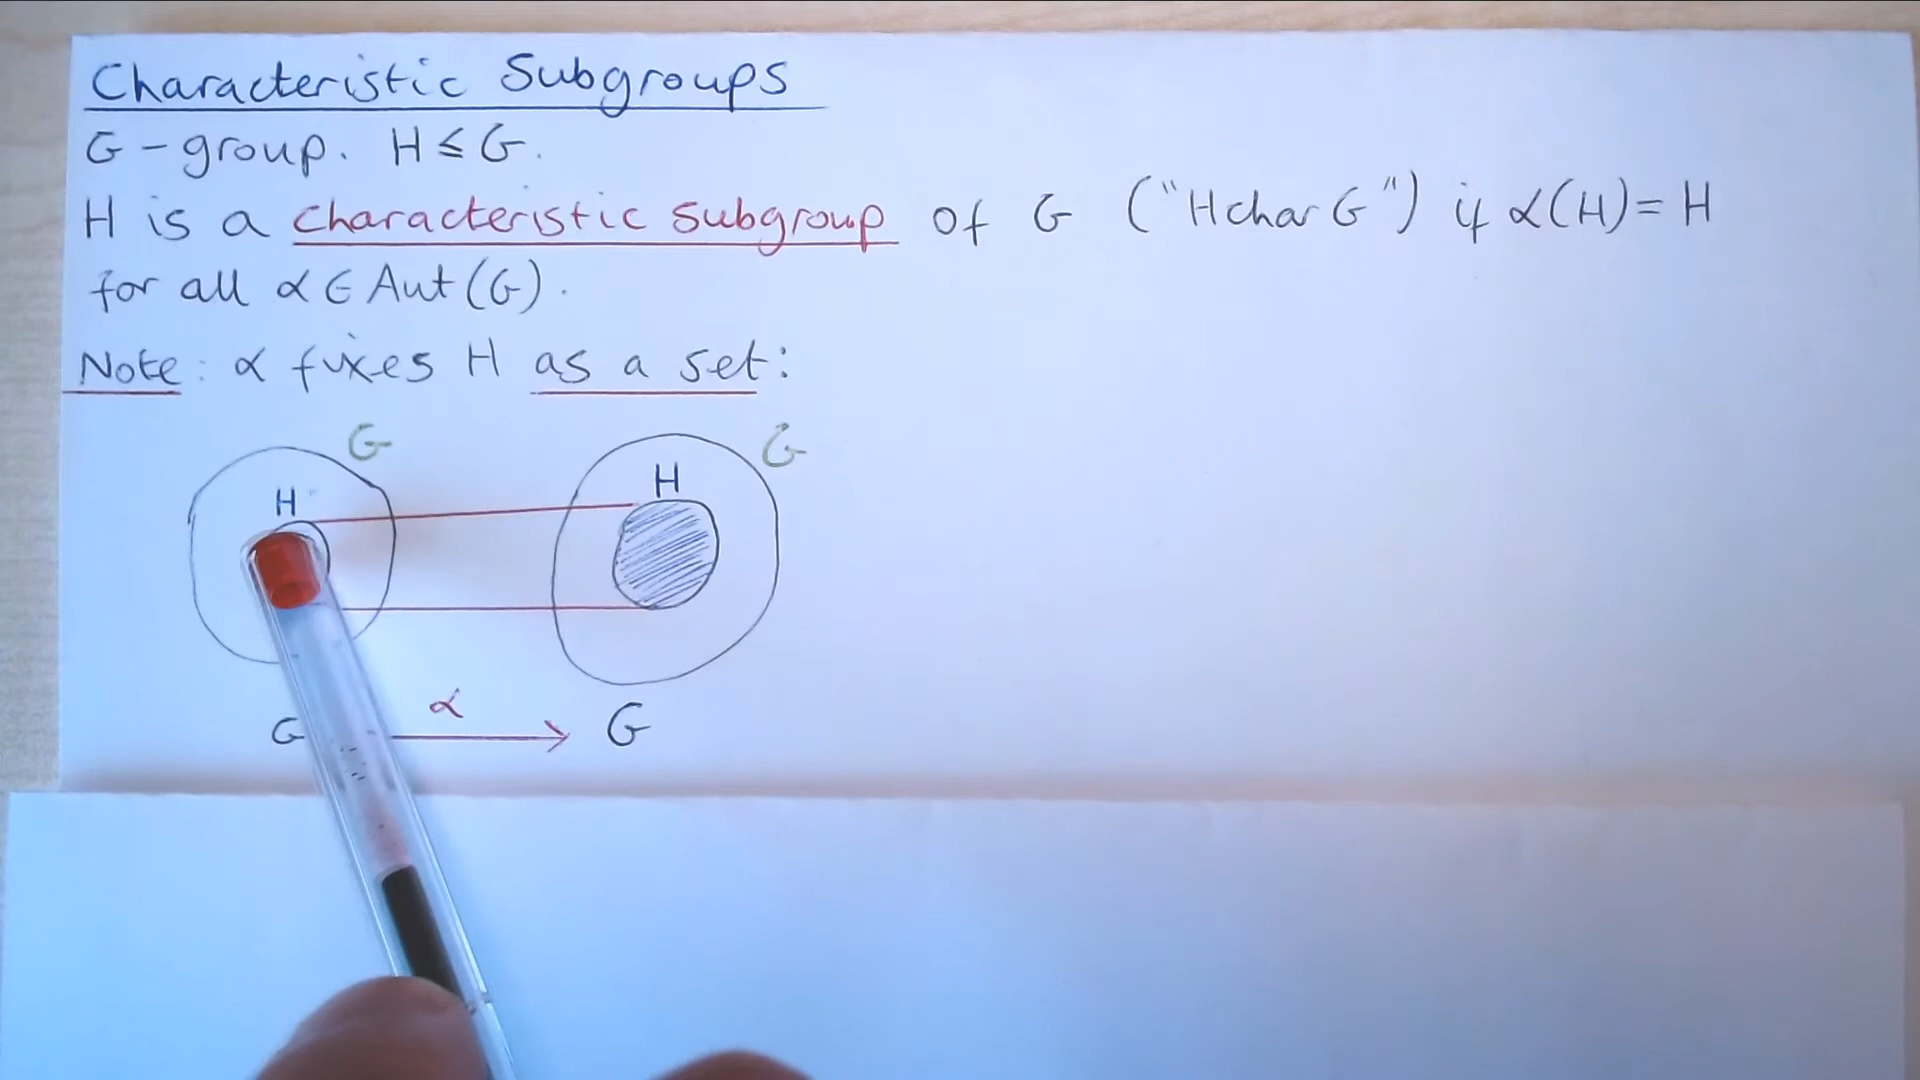 Characteristic Subgroups
G - group. H ≤ G.
H is a characteristic subgroup of G ("H char G") if α(H) = H
for all α ∈ Aut(G).
Note: α fixes H as a set:
G G
H H
α
G G